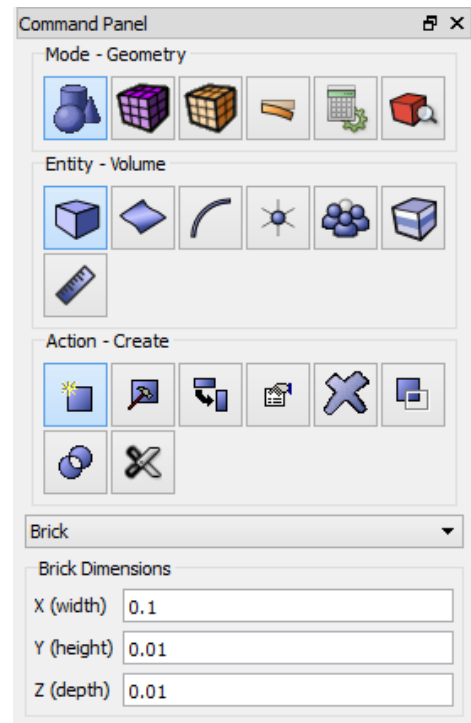 Command Panel
Mode - Geometry
Entity - Volume
Action - Create
Brick
Brick Dimensions
X (width) 0.1
Y (height) 0.01
Z (depth) 0.01